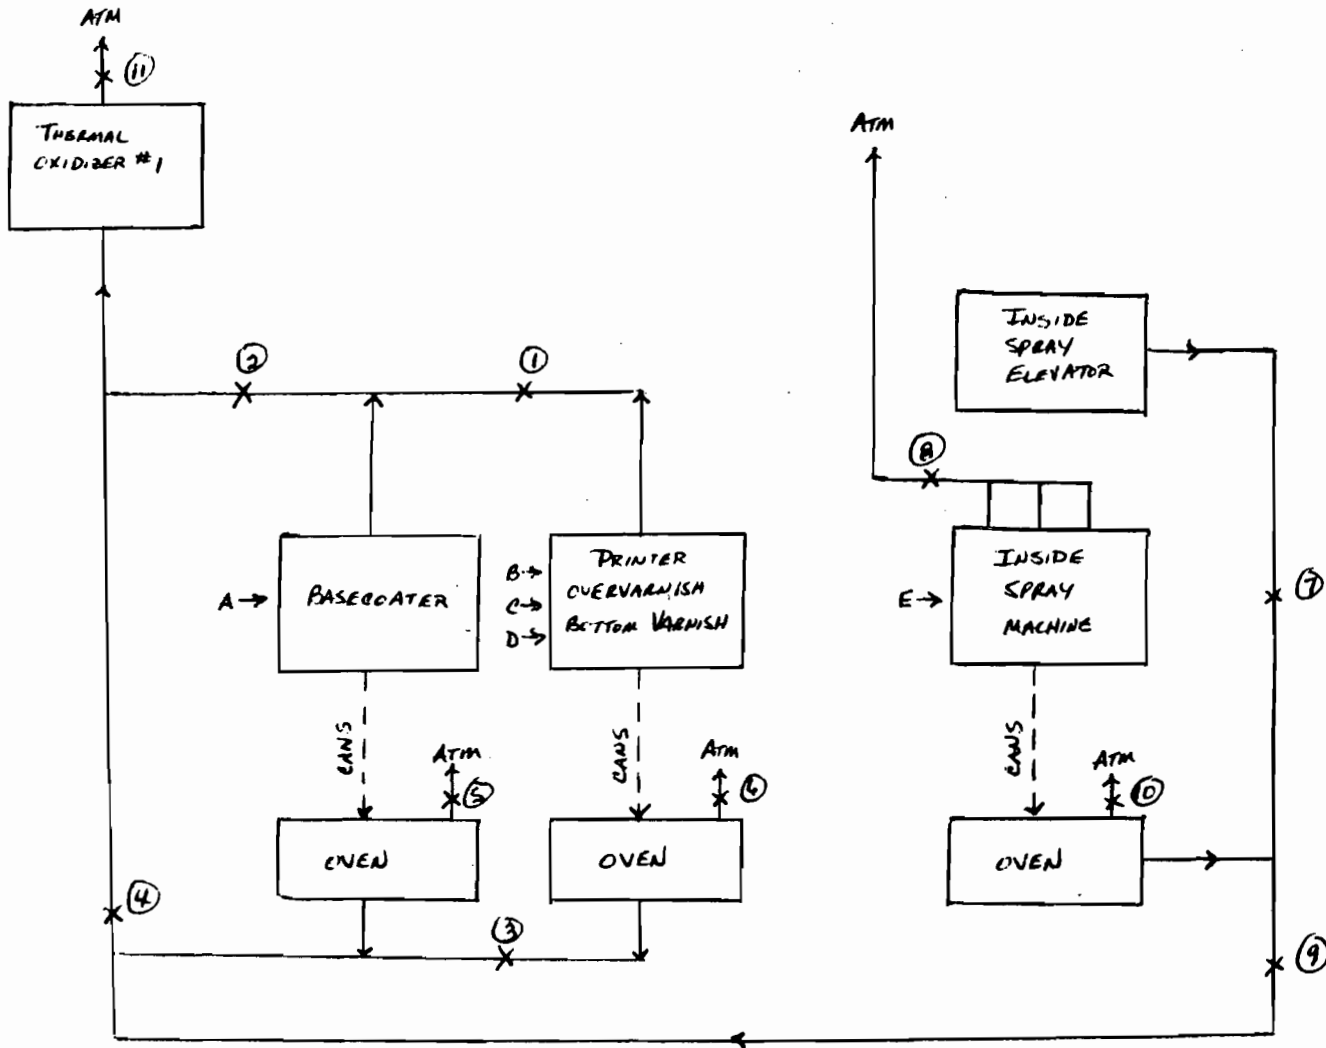 ATM
11
THERMAL
OXIDIZER #1
ATM
INSIDE
SPRAY
ELEVATOR
2
1
8
BASECOATER
A
PRINTER
OVERVARNISH
BOTTOM VARNISH
B
C
D
INSIDE
SPRAY
MACHINE
E
7
CANS
CANS
CANS
ATM
5
ATM
6
ATM
10
OVEN
OVEN
OVEN
4
3
9